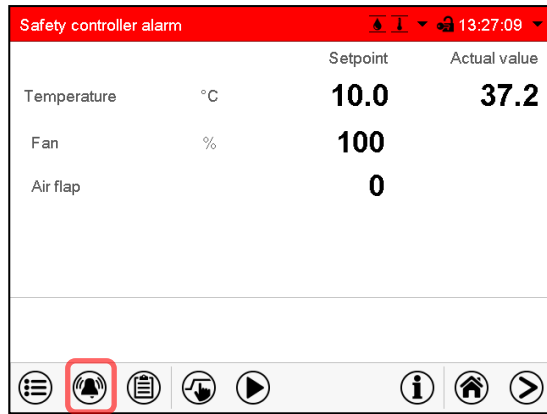 Safety controller alarm 13:27:09
Setpoint Actual value
Temperature °C 10.0 37.2
Fan % 100
Air flap 0